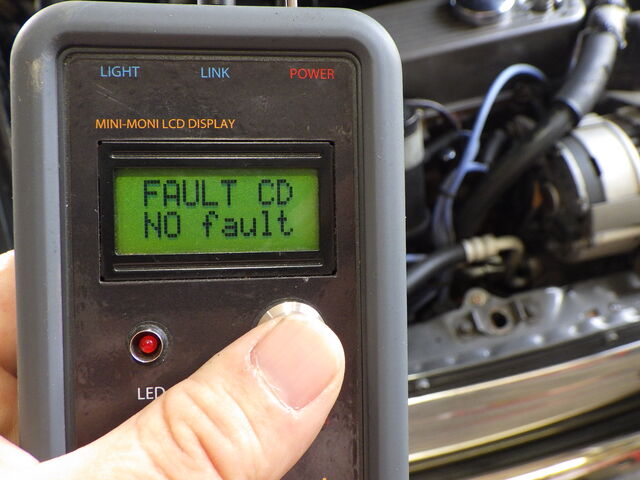 LIGHT LINK POWER
MINI-MONI LCD DISPLAY
FAULT CD
NO fault
LED